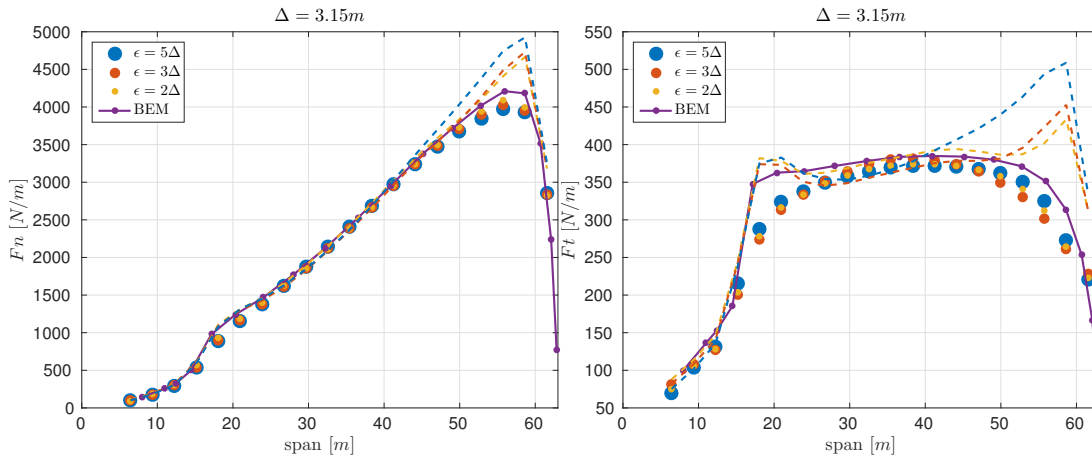 Δ = 3.15m
5000
4500
4000
3500
3000
2500
2000
1500
1000
500
0
Fn [N/m]
ϵ = 5Δ
ϵ = 3Δ
ϵ = 2Δ
BEM
0 10 20 30 40 50 60
span [m]
Δ = 3.15m
550
500
450
400
350
300
250
200
150
100
50
Ft [N/m]
ϵ = 5Δ
ϵ = 3Δ
ϵ = 2Δ
BEM
0 10 20 30 40 50 60
span [m]